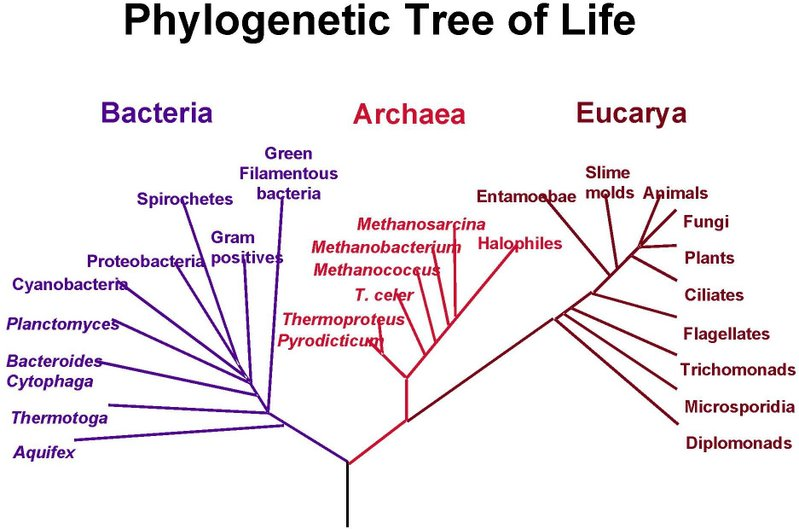 Phylogenetic Tree of Life
Bacteria
Archaea
Eucarya
Green
Filamentous
bacteria
Spirochetes
Gram
positives
Proteobacteria
Cyanobacteria
Planctomyces
Bacteroides
Cytophaga
Thermotoga
Aquifex
Methanosarcina
Methanobacterium
Halophiles
Methanococcus
T. celer
Thermoproteus
Pyrodicticum
Entamoebae
Slime
molds
Animals
Fungi
Plants
Ciliates
Flagellates
Trichomonads
Microsporidia
Diplomonads